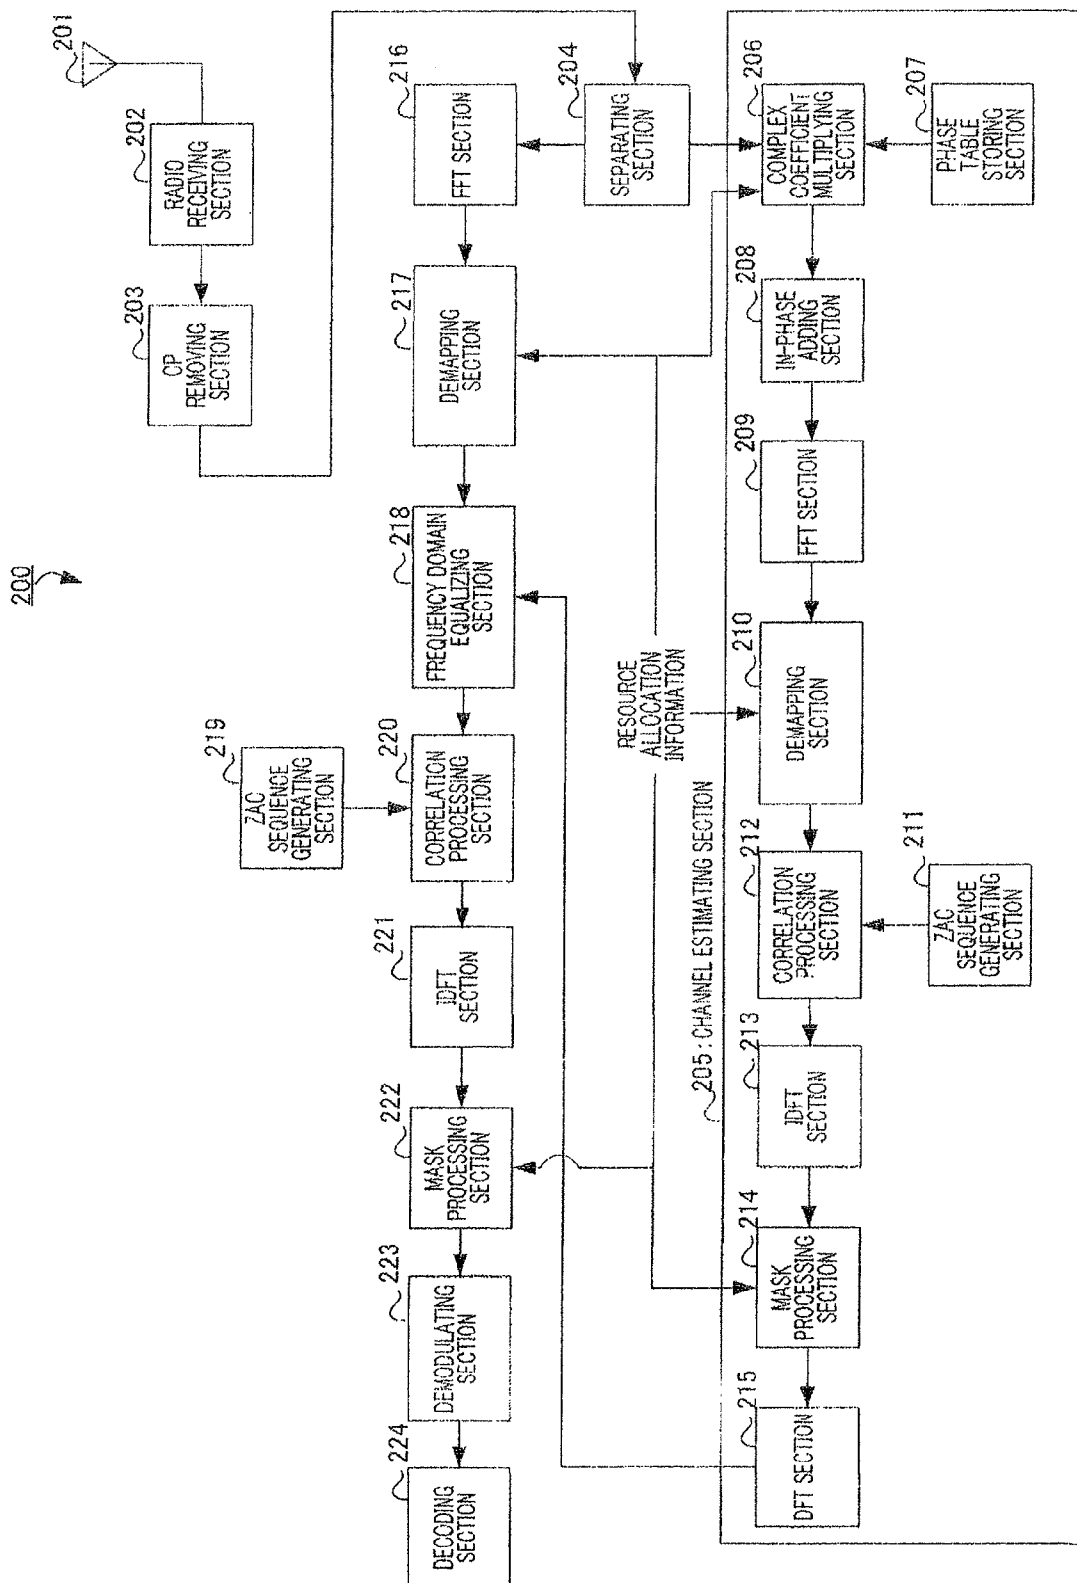 200
201
202
RADIO
RECEIVING
SECTION
203
CP
REMOVING
SECTION
204
SEPARATING
SECTION
216
FFT SECTION
217
DEMAPPING
SECTION
218
FREQUENCY DOMAIN
EQUALIZING
SECTION
219
ZAC
SEQUENCE
GENERATING
SECTION
220
CORRELATION
PROCESSING
SECTION
221
IDFT
SECTION
222
MASK
PROCESSING
SECTION
223
DEMODULATING
SECTION
224
DECODING
SECTION
RESOURCE
ALLOCATION
INFORMATION
205 : CHANNEL ESTIMATING SECTION
206
COMPLEX
COEFFICIENT
MULTIPLYING
SECTION
207
PHASE
TABLE
STORING
SECTION
208
IN-PHASE
ADDING
SECTION
209
FFT SECTION
210
DEMAPPING
SECTION
211
ZAC
SEQUENCE
GENERATING
SECTION
212
CORRELATION
PROCESSING
SECTION
213
IDFT
SECTION
214
MASK
PROCESSING
SECTION
215
DFT SECTION